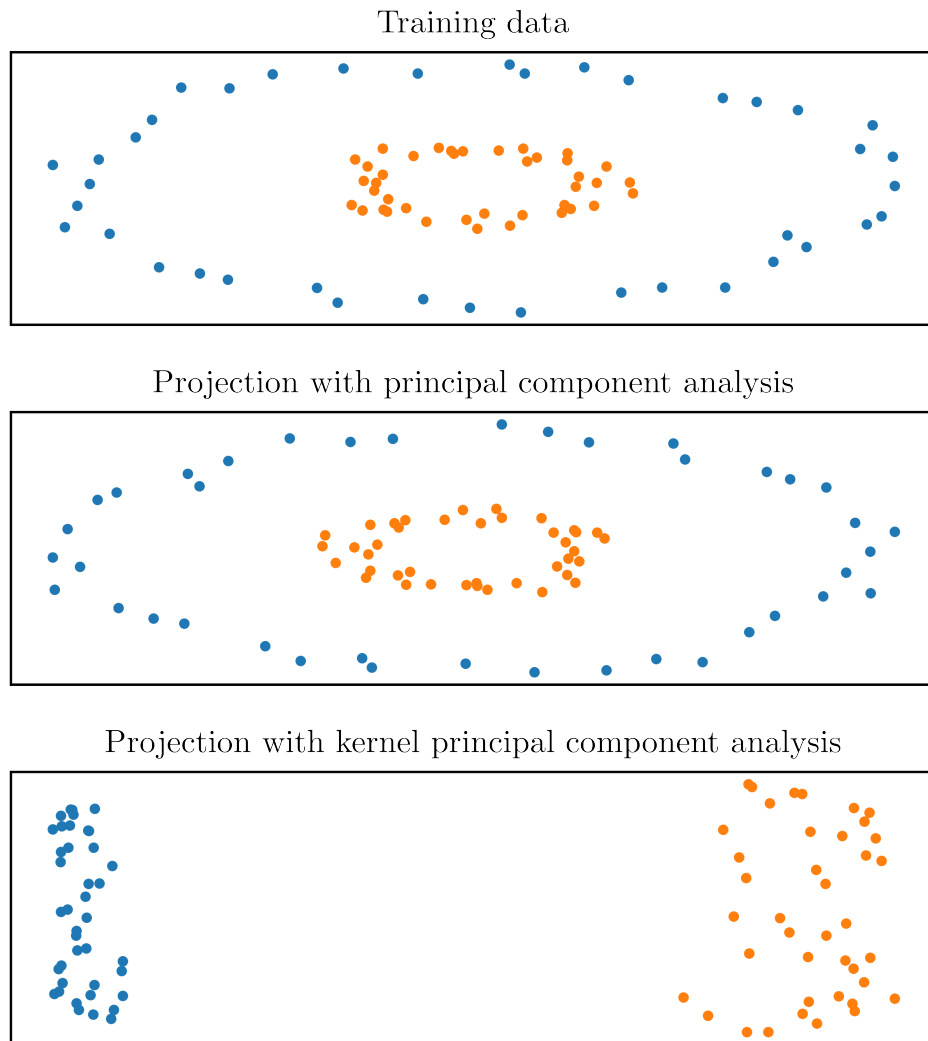 Training data
Projection with principal component analysis
Projection with kernel principal component analysis